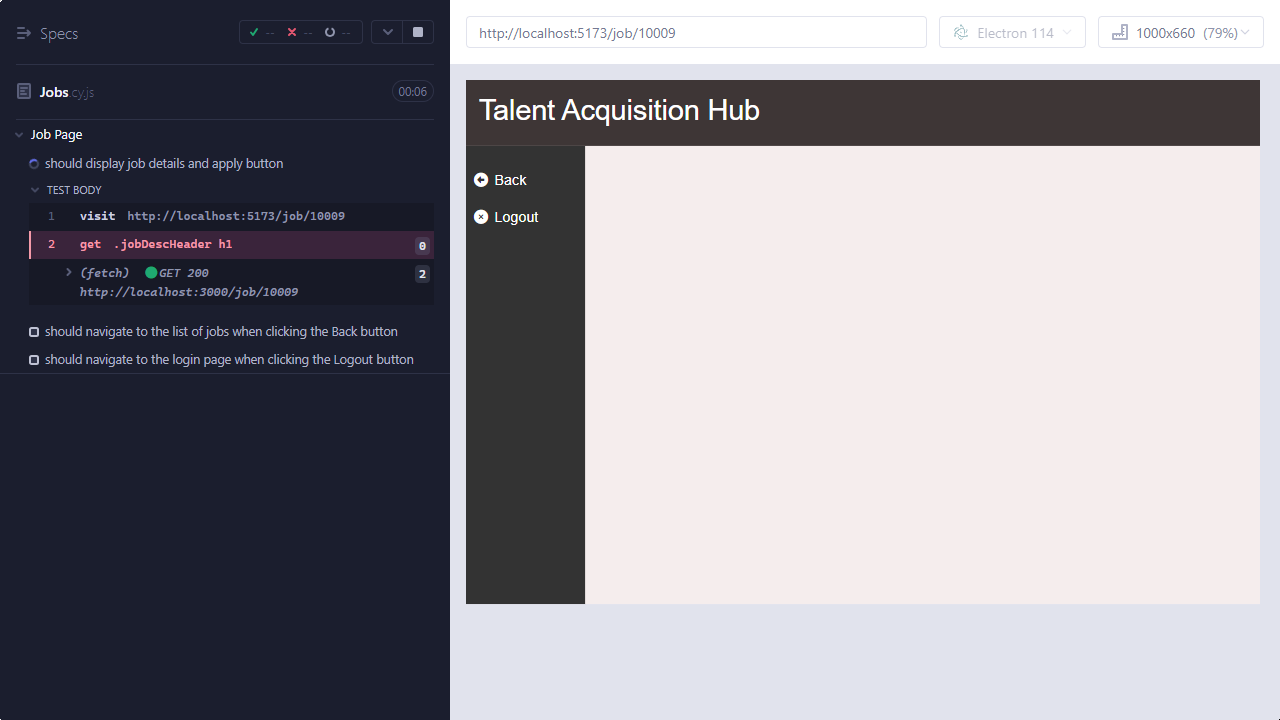 Specs
-- -- --
Jobs.cy.js 00:06
Job Page
should display job details and apply button
TEST BODY
1 visit http://localhost:5173/job/10009
2 get .jobDescHeader h1 0
(fetch) GET 200 2
http://localhost:3000/job/10009
should navigate to the list of jobs when clicking the Back button
should navigate to the login page when clicking the Logout button
http://localhost:5173/job/10009
Electron 114
1000x660 (79%)
Talent Acquisition Hub
Back
Logout